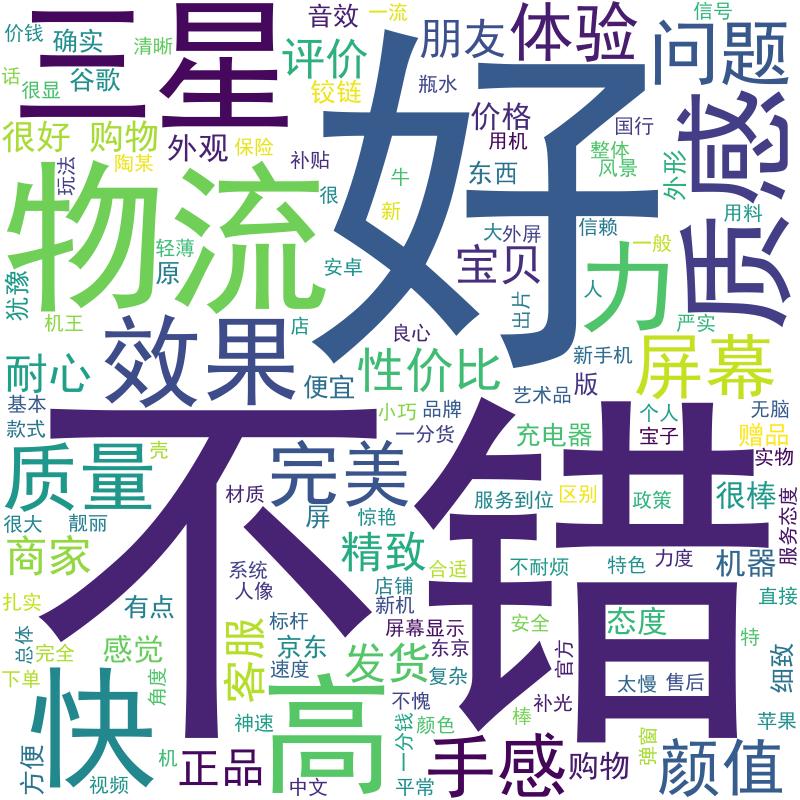 价钱
确实
清晰
三星
音效
一流
朋友
体验
信号
话
很显
谷歌
评价
铰链
瓶水
问题
很好
购物
外观
保险
价格
用机
国行
质感
陶某
玩法
补贴
牛
东西
整体
风景
外形
物流
好
很
新
大
外屏
信赖
用料
轻薄
原
安卓
宝贝
力
一般
人
犹豫
机王
店
良心
出片
严实
效果
耐心
便宜
性价比
新手机
屏幕
基本
款式
小巧
品牌
艺术品
版
个人
无脑
不错
一分货
充电器
宝子
赠品
壳
完美
实物
质量
材质
屏
惊艳
服务到位
区别
政策
很棒
服务态度
很大
靓丽
商家
精致
合适
不耐烦
特色
力度
机器
系统
人像
店铺
新机
直接
扎实
有点
标杆
屏幕显示
安全
态度
特
总体
完全
感觉
客服
京东
发货
东京
官方
细致
下单
角度
速度
复杂
太慢
售后
快
高
不愧
补光
神速
颜色
棒
苹果
方便
视频
机
正品
中文
一分钱
平常
手感
购物
弹窗
颜值